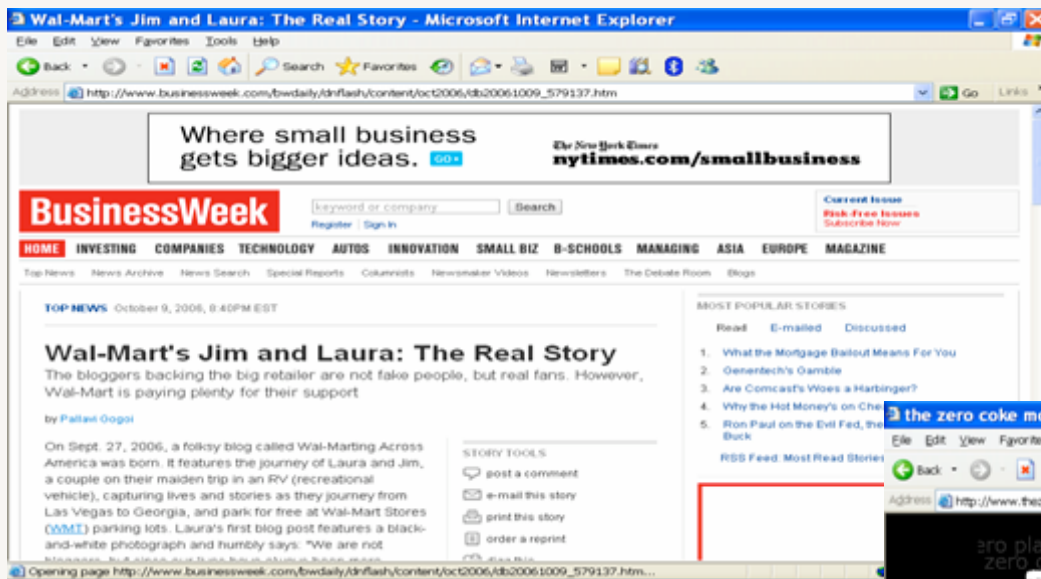 Wal-Mart's Jim and Laura: The Real Story - Microsoft Internet Explorer
File Edit View Favorites Tools Help
Back Search Favorites
Address http://www.businessweek.com/bwdaily/dnflash/content/oct2006/db20061009_579137.htm Go Links
Where small business
gets bigger ideas. GO
The New York Times
nytimes.com/smallbusiness
BusinessWeek
keyword or company Search
Register Sign In
Current Issue
Risk-Free Issues
Subscribe Now
HOME INVESTING COMPANIES TECHNOLOGY AUTOS INNOVATION SMALL BIZ B-SCHOOLS MANAGING ASIA EUROPE MAGAZINE
Top News News Archive News Search Special Reports Columnists Newsmaker Videos Newsletters The Debate Room Blogs
TOP NEWS October 9, 2006, 8:40PM EST
Wal-Mart's Jim and Laura: The Real Story
The bloggers backing the big retailer are not fake people, but real fans. However,
Wal-Mart is paying plenty for their support
by Pallavi Gogoi
On Sept. 27, 2006, a folksy blog called Wal-Marting Across
America was born. It features the journey of Laura and Jim,
a couple on their maiden trip in an RV (recreational
vehicle), capturing lives and stories as they journey from
Las Vegas to Georgia, and park for free at Wal-Mart Stores
(WMT) parking lots. Laura's first blog post features a black-
and-white photograph and humbly says: "We are not
STORY TOOLS
post a comment
e-mail this story
print this story
order a reprint
digg this
MOST POPULAR STORIES
Read E-mailed Discussed
1. What the Mortgage Bailout Means For You
2. Genentech's Gamble
3. Are Comcast's Woes a Harbinger?
4. Why the Hot Money's on Che
5. Ron Paul on the Evil Fed, the
Buck
RSS Feed: Most Read Stories
the zero coke m
File Edit View Favorite
Back
Address http://www.thez
zero pla
zero
Opening page http://www.businessweek.com/bwdaily/dnflash/content/oct2006/db20061009_579137.htm...